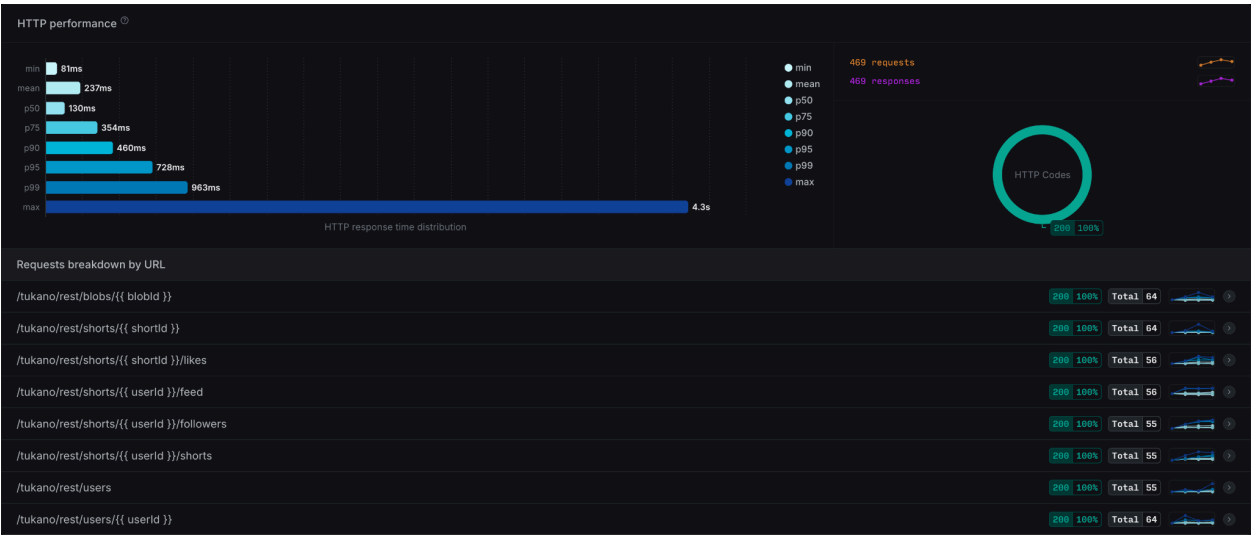 HTTP performance ?
min 81ms
mean 237ms
p50 130ms
p75 354ms
p90 460ms
p95 728ms
p99 963ms
max 4.3s
HTTP response time distribution
min
mean
p50
p75
p90
p95
p99
max
469 requests
469 responses
HTTP Codes
200 100%
Requests breakdown by URL
/tukano/rest/blobs/{{ blobId }} 200 100% Total 64
/tukano/rest/shorts/{{ shortId }} 200 100% Total 64
/tukano/rest/shorts/{{ shortId }}/likes 200 100% Total 56
/tukano/rest/shorts/{{ userId }}/feed 200 100% Total 56
/tukano/rest/shorts/{{ userId }}/followers 200 100% Total 55
/tukano/rest/shorts/{{ userId }}/shorts 200 100% Total 55
/tukano/rest/users 200 100% Total 55
/tukano/rest/users/{{ userId }} 200 100% Total 64